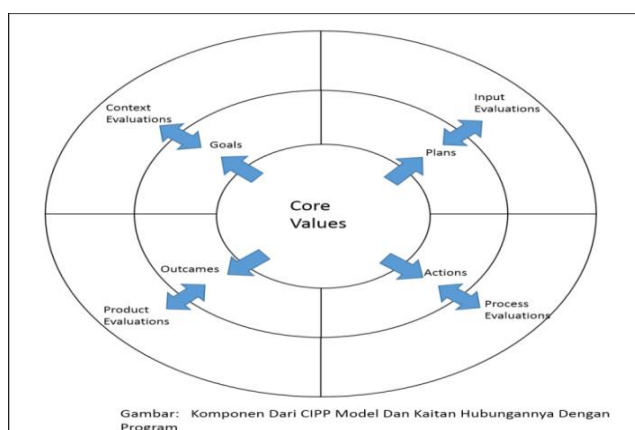 Context
Evaluations
Input
Evaluations
Goals
Plans
Core
Values
Outcames
Actions
Product
Evaluations
Process
Evaluations
Gambar: Komponen Dari CIPP Model Dan Kaitan Hubungannya Dengan
Program